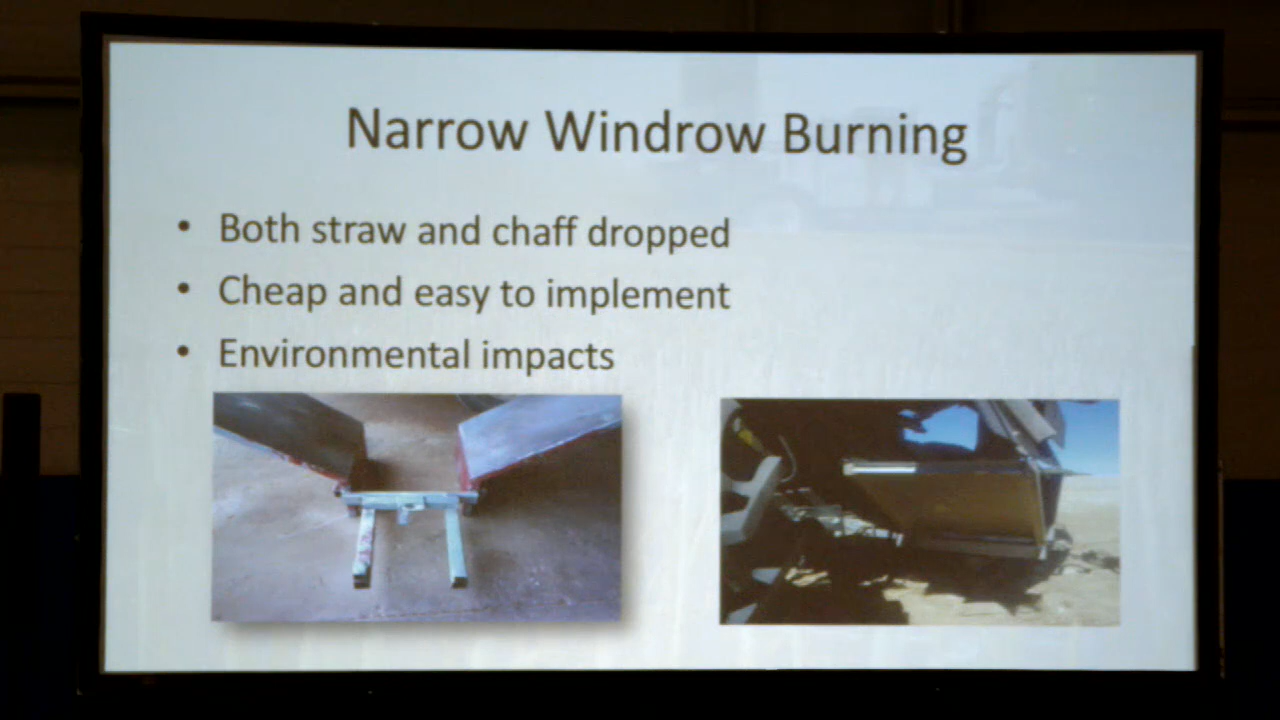 Narrow Windrow Burning
• Both straw and chaff dropped
• Cheap and easy to implement
• Environmental impacts